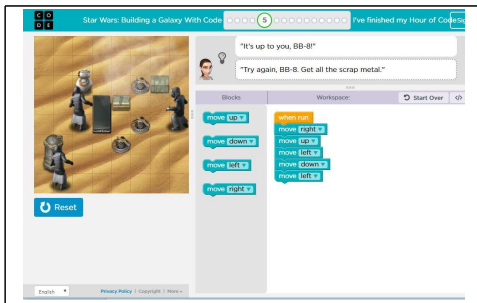 CO
DE
Star Wars: Building a Galaxy With Code
5
I've finished my Hour of Code
"It's up to you, BB-8!"
"Try again, BB-8. Get all the scrap metal."
Blocks
Workspace:
Start Over
</>
move up
move down
move left
move right
when run
move right
move up
move left
move down
move left
Reset
English
Privacy Policy | Copyright | More